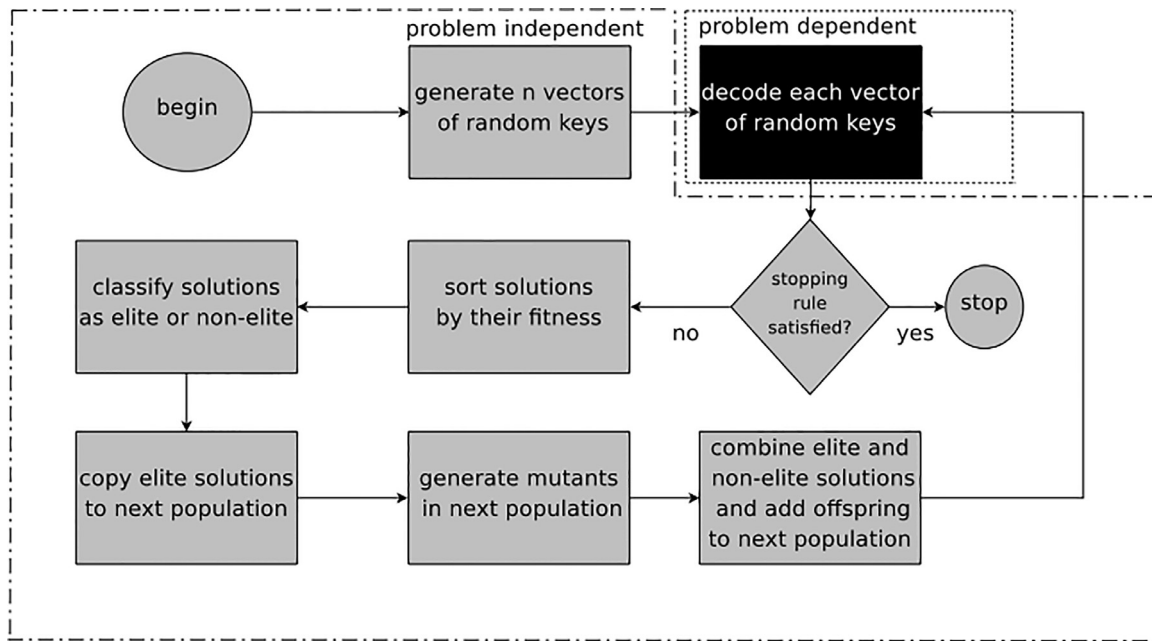 problem independent
problem dependent
begin
generate n vectors
of random keys
decode each vector
of random keys
classify solutions
as elite or non-elite
sort solutions
by their fitness
stopping
rule
satisfied?
stop
no
yes
copy elite solutions
to next population
generate mutants
in next population
combine elite and
non-elite solutions
and add offspring
to next population